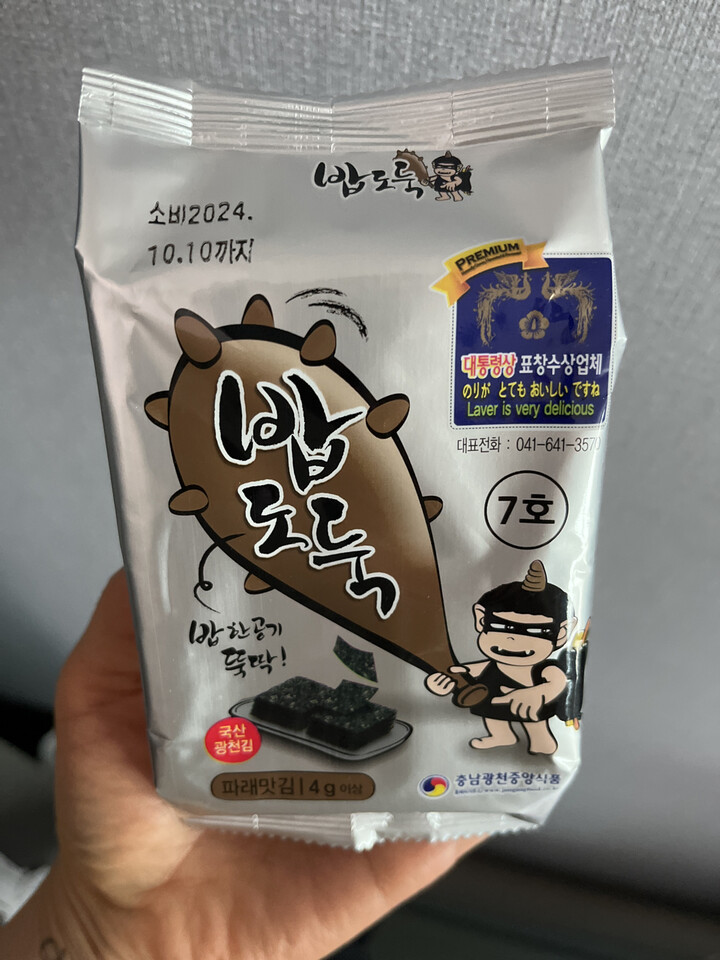 밥도둑
소비2024.
10.10까지
PREMIUM
대통령상 표창수상업체
のリが とても おいしい ですね
Laver is very delicious
대표전화 : 041-641-3570
7호
밥
도둑
밥 한공기
뚝딱!
국산
광천김
파래맛김 4g 이상
충남광천중앙식품